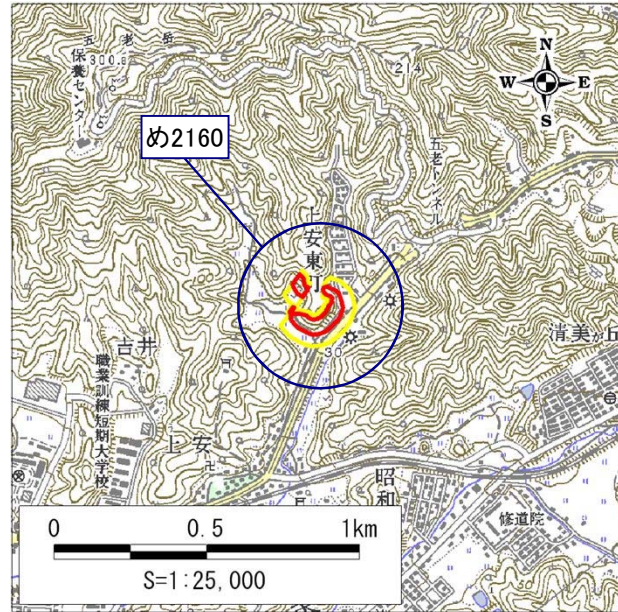 五老岳
300.8
保養センター
214
N
W
E
S
め2160
五老トンネル
上安東町
30
清美が丘
吉井
職業訓練短期大学校
上安
昭和
修道院
0
0.5
1km
S=1:25,000